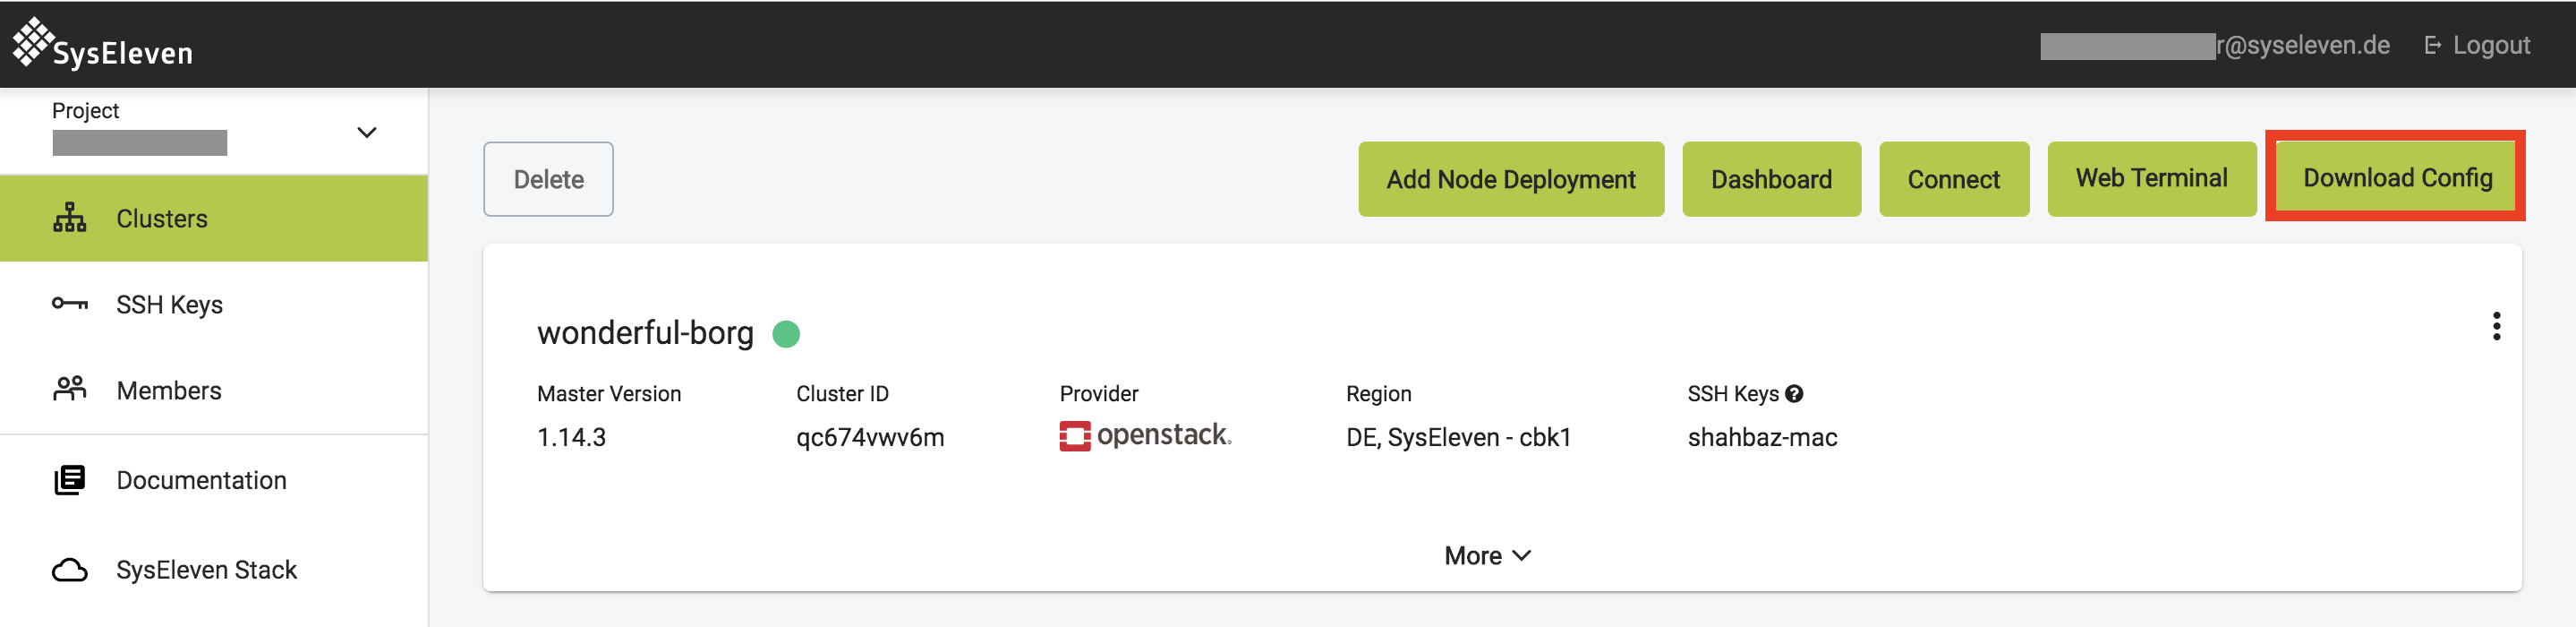 SysEleven
r@syseleven.de
Logout
Project
Clusters
SSH Keys
Members
Documentation
SysEleven Stack
Delete
Add Node Deployment
Dashboard
Connect
Web Terminal
Download Config
wonderful-borg
Master Version
Cluster ID
Provider
Region
SSH Keys ?
1.14.3
qc674vwv6m
openstack.
DE, SysEleven - cbk1
shahbaz-mac
More